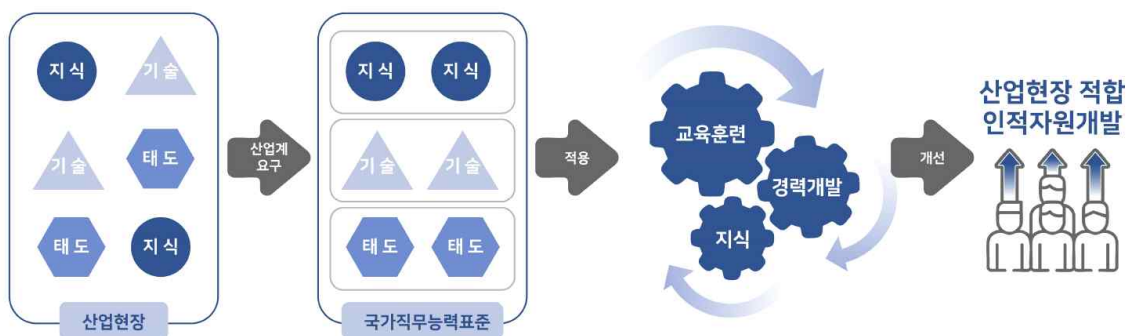 지식
기술
기술
태도
태도
지식
산업현장
산업계
요구
지식 지식
기술 기술
태도 태도
국가직무능력표준
적용
교육훈련
경력개발
지식
개선
산업현장 적합
인적자원개발